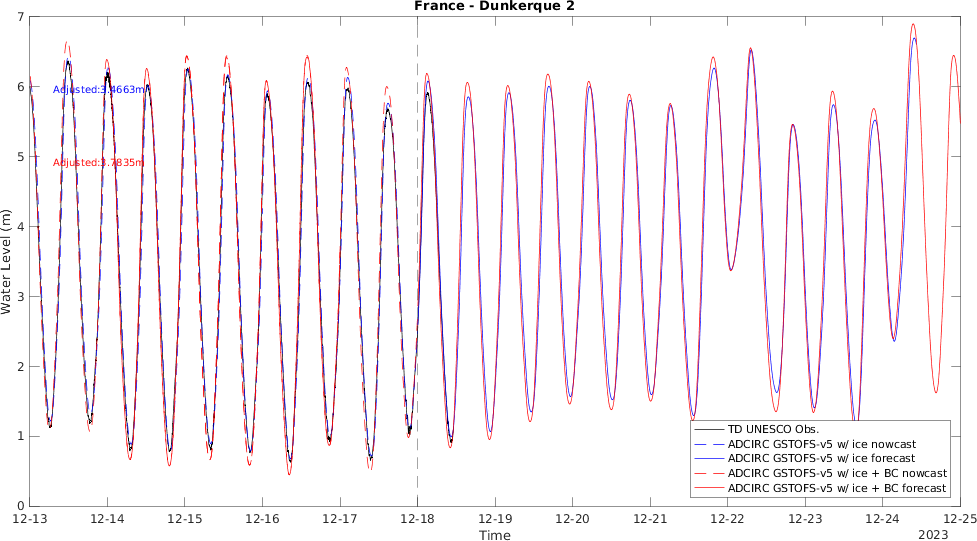 France - Dunkerque 2
Water Level (m)
7
6
5
4
3
2
1
0
Adjusted:3.4663m
Adjusted:3.7835m
TD UNESCO Obs.
ADCIRC GSTOFS-v5 w/ ice nowcast
ADCIRC GSTOFS-v5 w/ ice forecast
ADCIRC GSTOFS-v5 w/ ice + BC nowcast
ADCIRC GSTOFS-v5 w/ ice + BC forecast
12-13 12-14 12-15 12-16 12-17 12-18 12-19 12-20 12-21 12-22 12-23 12-24 12-25
Time
2023